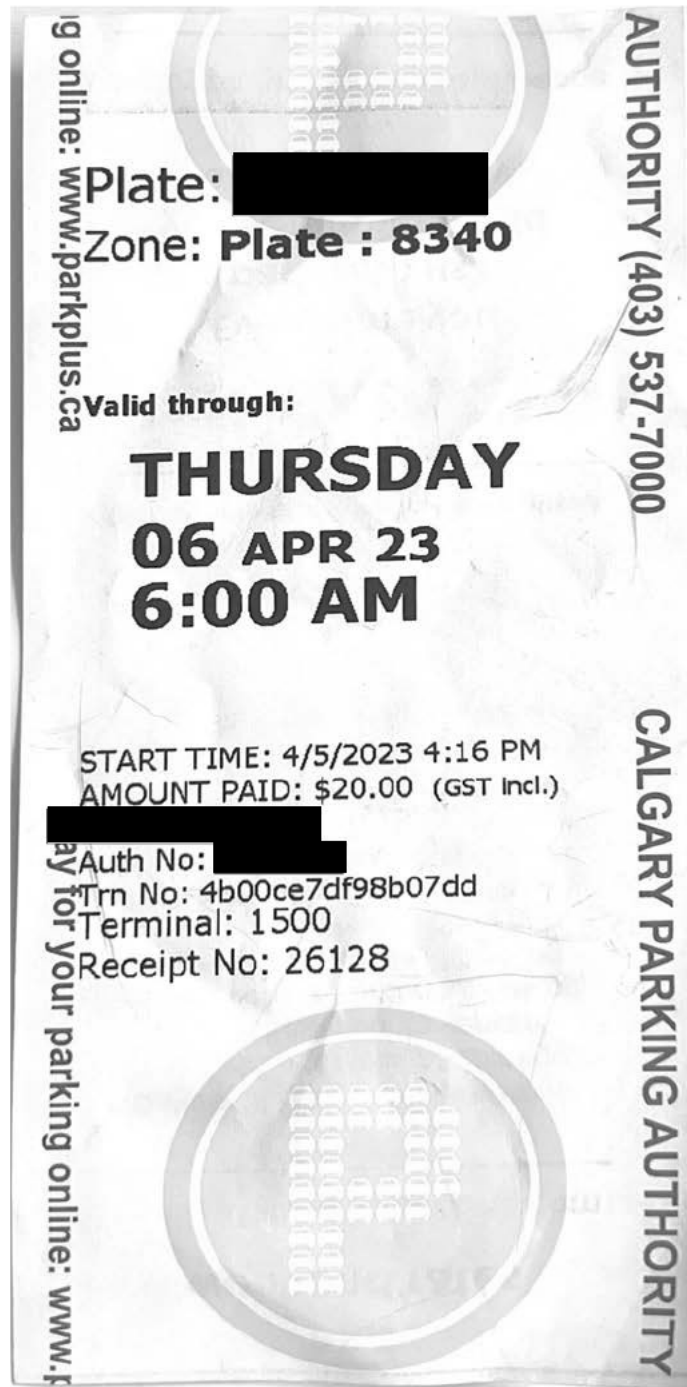 Plate:
Zone: Plate : 8340
Valid through:
THURSDAY
06 APR 23
6:00 AM
START TIME: 4/5/2023 4:16 PM
AMOUNT PAID: $20.00 (GST Incl.)
Auth No:
Trn No: 4b00ce7df98b07dd
Terminal: 1500
Receipt No: 26128
g online: www.parkplus.ca
ay for your parking online: www.p
AUTHORITY (403) 537-7000
CALGARY PARKING AUTHORITY